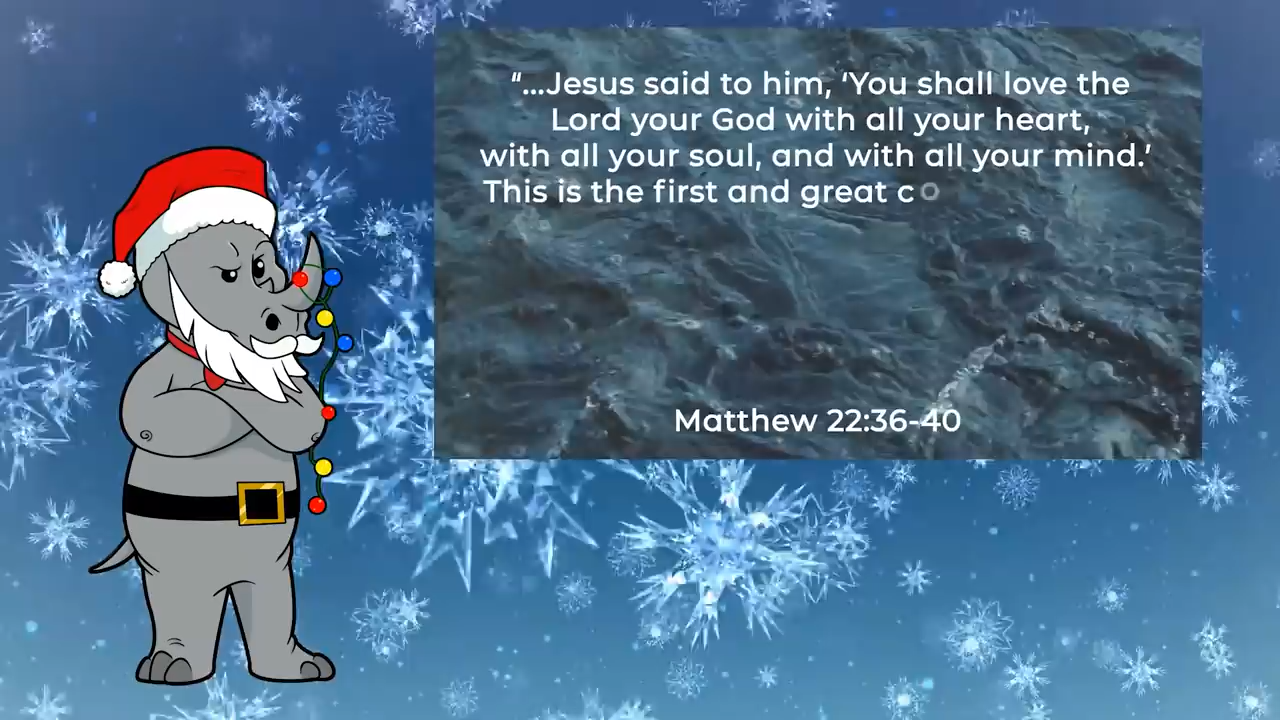 “...Jesus said to him, ‘You shall love the
Lord your God with all your heart,
with all your soul, and with all your mind.’
This is the first and great co
Matthew 22:36-40